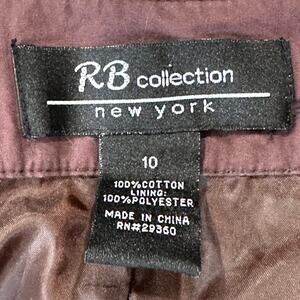 RB collection
new york
10
100%COTTON
LINING:
100%POLYESTER
MADE IN CHINA
RN#29360